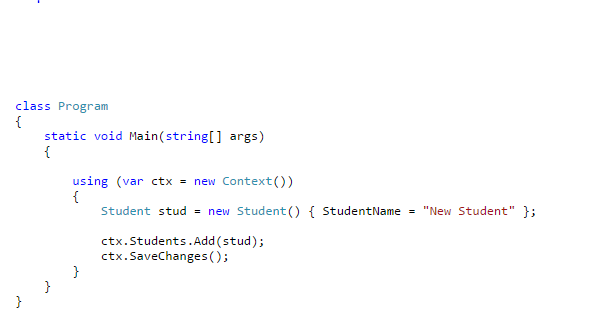 class Program
{
static void Main(string[] args)
{
using (var ctx = new Context())
{
Student stud = new Student() { StudentName = "New Student" };
ctx.Students.Add(stud);
ctx.SaveChanges();
}
}
}